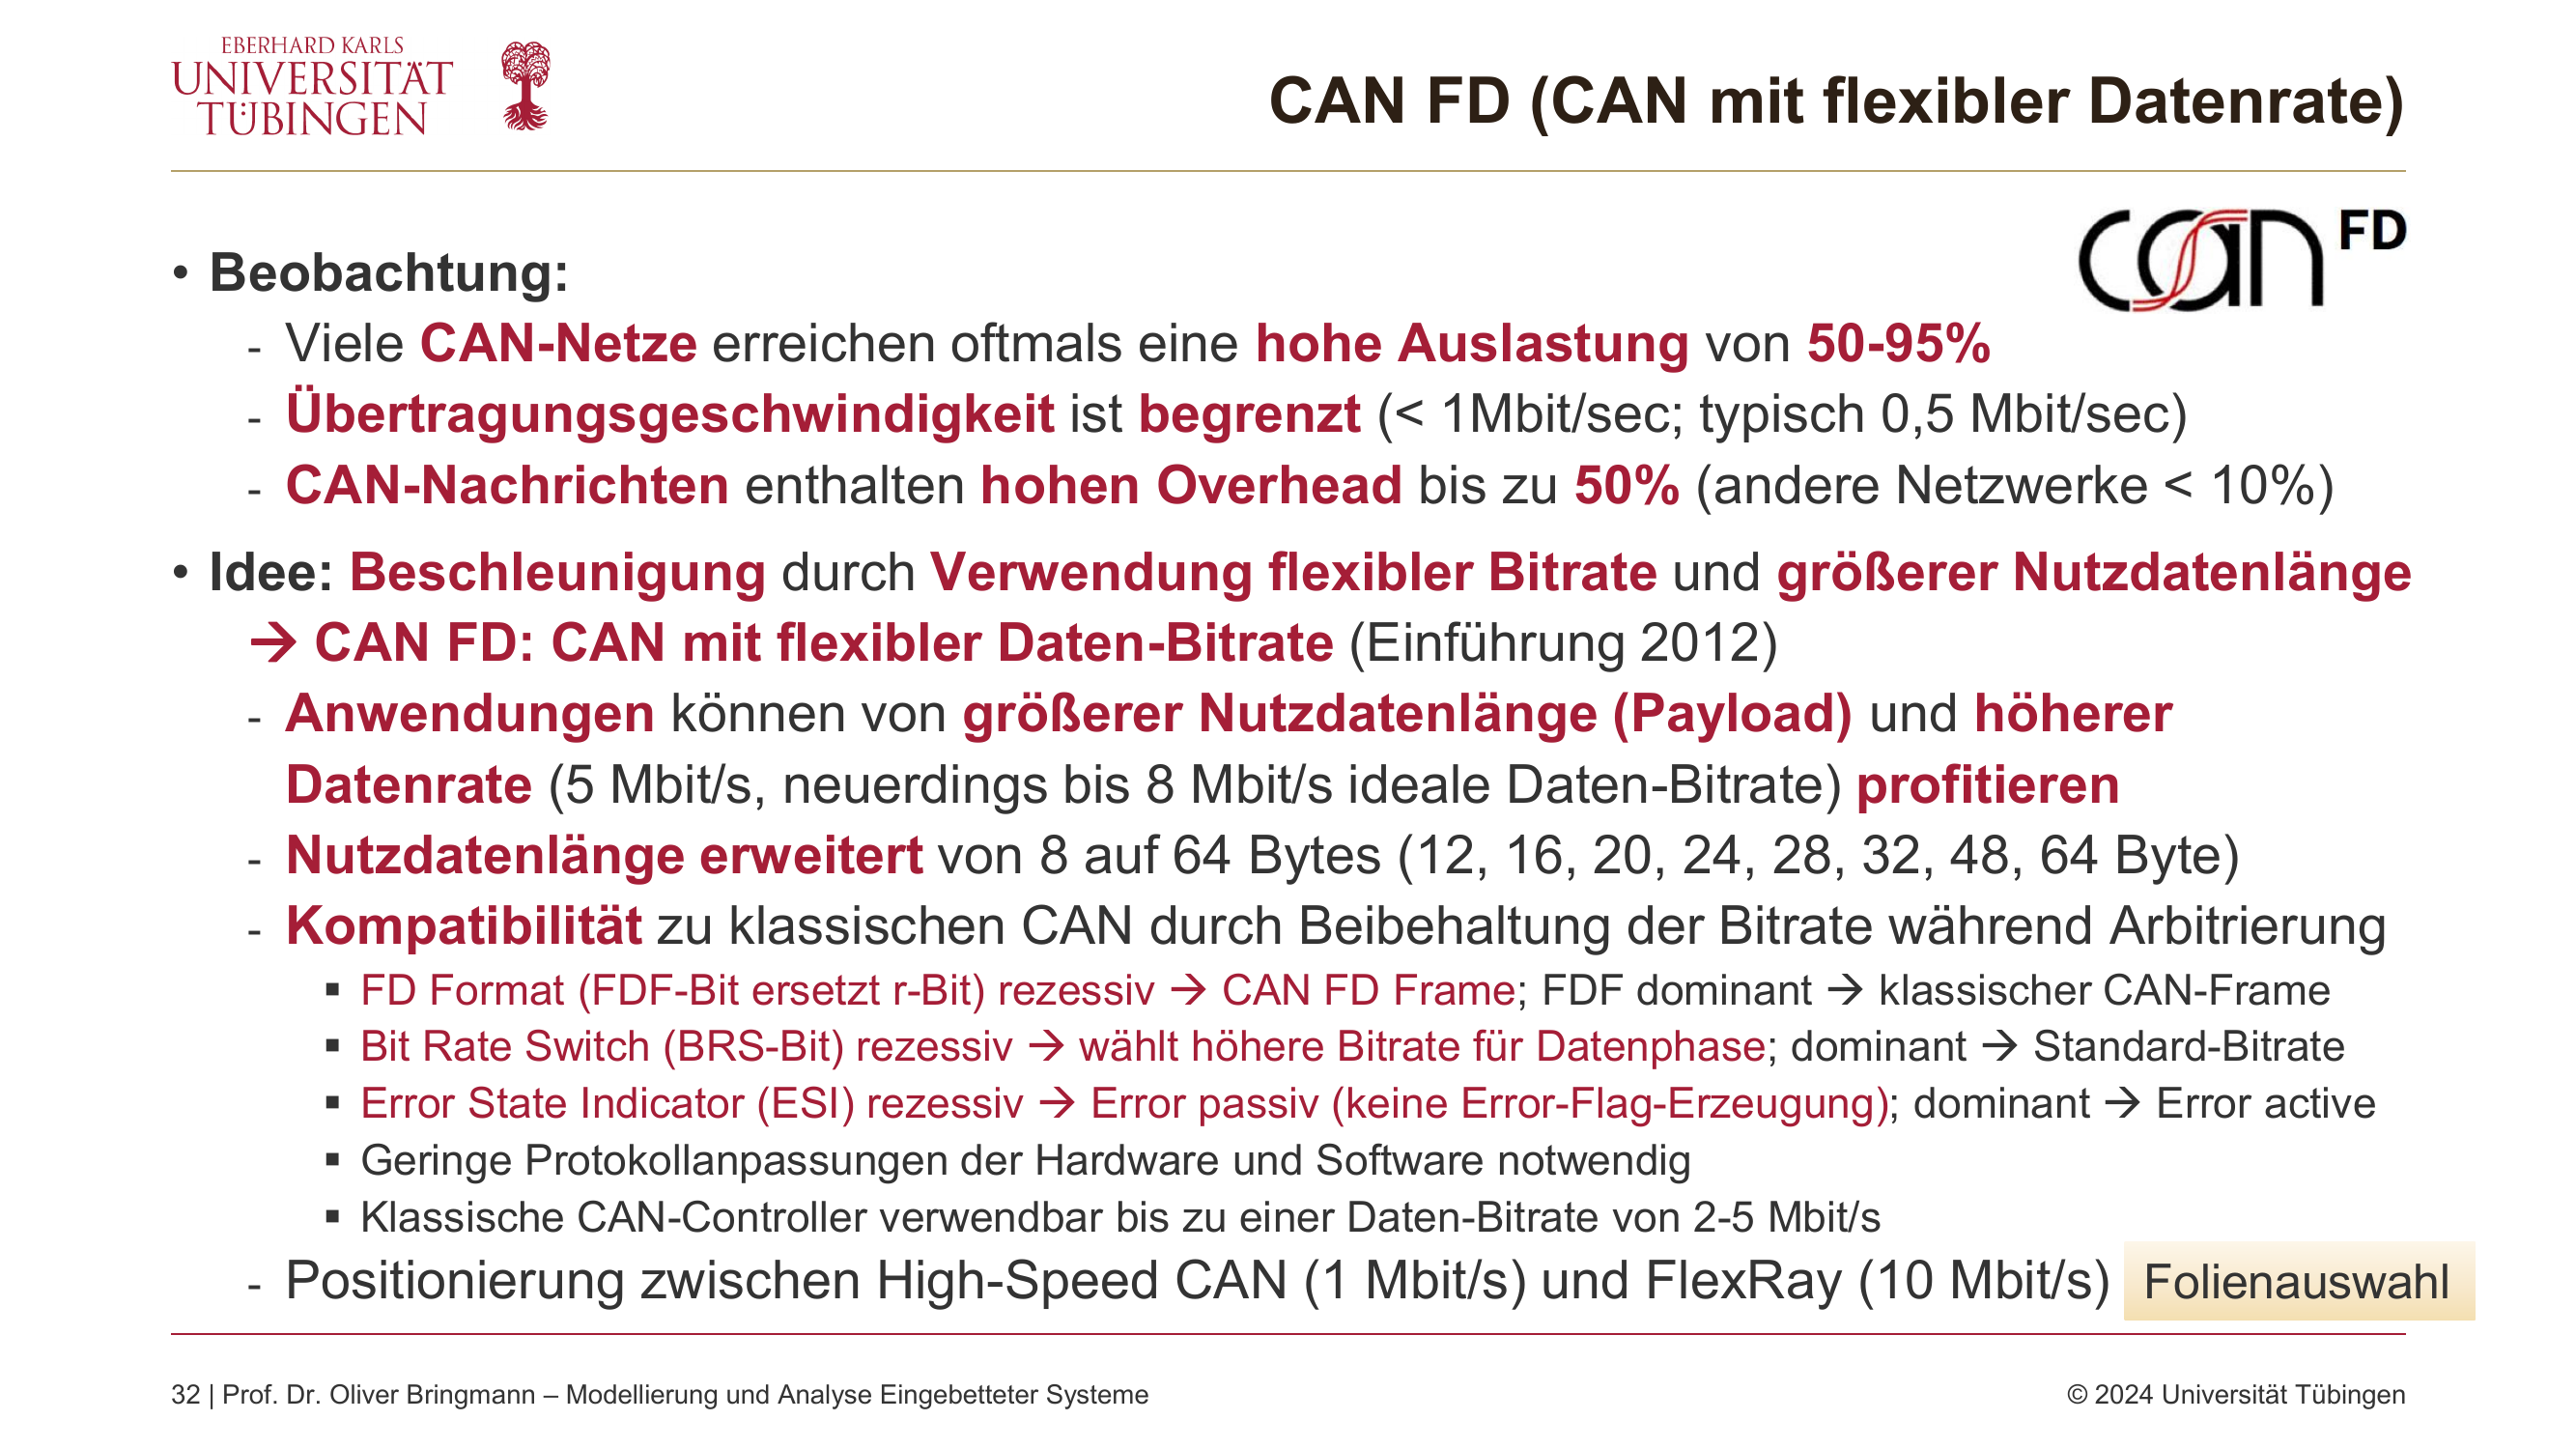 EBERHARD KARLS
UNIVERSITÄT
TÜBINGEN
CAN FD (CAN mit flexibler Datenrate)
can FD
• Beobachtung:
- Viele CAN-Netze erreichen oftmals eine hohe Auslastung von 50-95%
- Übertragungsgeschwindigkeit ist begrenzt (< 1Mbit/sec; typisch 0,5 Mbit/sec)
- CAN-Nachrichten enthalten hohen Overhead bis zu 50% (andere Netzwerke < 10%)
• Idee: Beschleunigung durch Verwendung flexibler Bitrate und größerer Nutzdatenlänge
→ CAN FD: CAN mit flexibler Daten-Bitrate (Einführung 2012)
- Anwendungen können von größerer Nutzdatenlänge (Payload) und höherer
Datenrate (5 Mbit/s, neuerdings bis 8 Mbit/s ideale Daten-Bitrate) profitieren
- Nutzdatenlänge erweitert von 8 auf 64 Bytes (12, 16, 20, 24, 28, 32, 48, 64 Byte)
- Kompatibilität zu klassischen CAN durch Beibehaltung der Bitrate während Arbitrierung
▪ FD Format (FDF-Bit ersetzt r-Bit) rezessiv → CAN FD Frame; FDF dominant → klassischer CAN-Frame
▪ Bit Rate Switch (BRS-Bit) rezessiv → wählt höhere Bitrate für Datenphase; dominant → Standard-Bitrate
▪ Error State Indicator (ESI) rezessiv → Error passiv (keine Error-Flag-Erzeugung); dominant → Error active
▪ Geringe Protokollanpassungen der Hardware und Software notwendig
▪ Klassische CAN-Controller verwendbar bis zu einer Daten-Bitrate von 2-5 Mbit/s
- Positionierung zwischen High-Speed CAN (1 Mbit/s) und FlexRay (10 Mbit/s)
Folienauswahl
32 | Prof. Dr. Oliver Bringmann – Modellierung und Analyse Eingebetteter Systeme
© 2024 Universität Tübingen